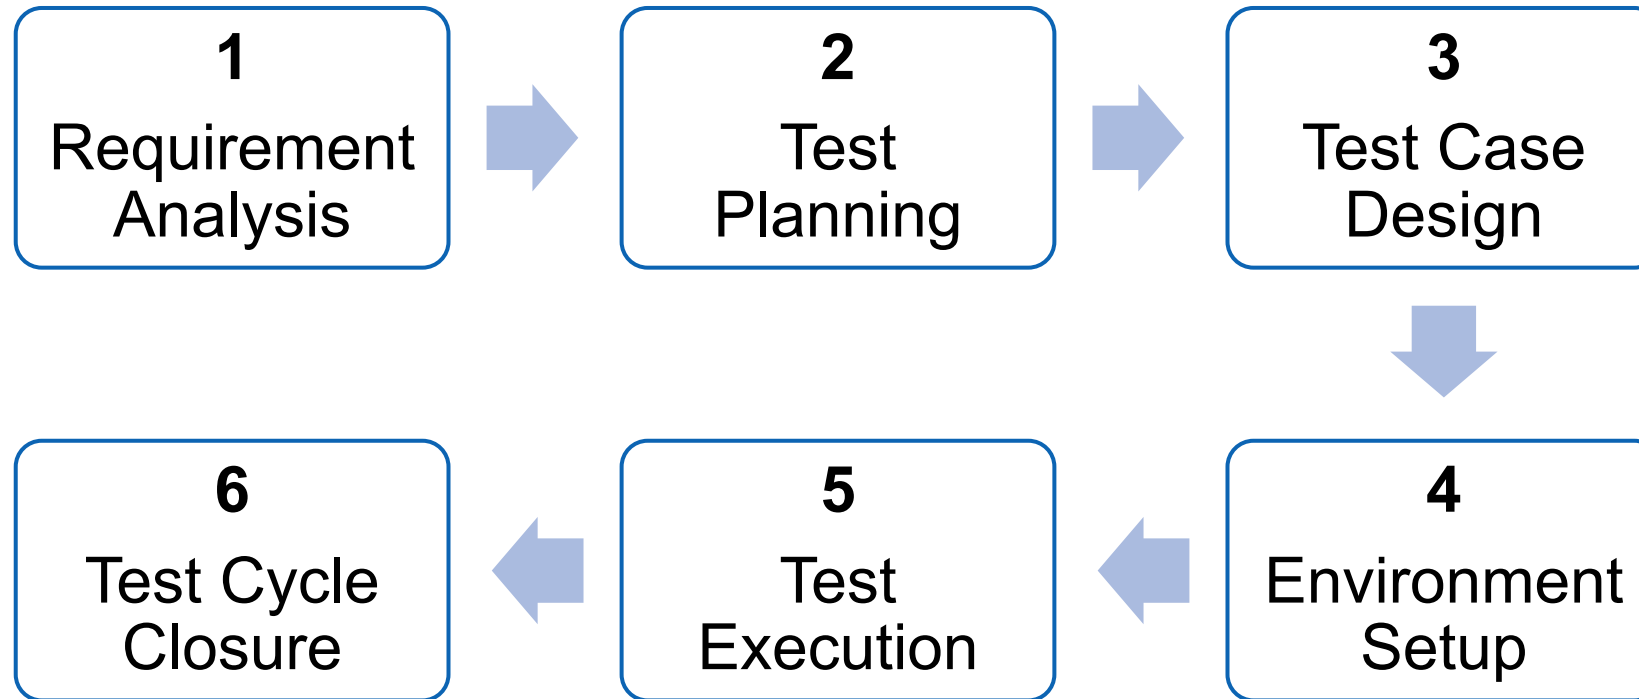 1
Requirement
Analysis
2
Test
Planning
3
Test Case
Design
4
Environment
Setup
5
Test
Execution
6
Test Cycle
Closure